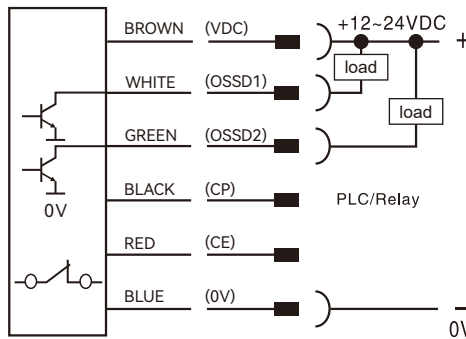 BROWN (VDC) +12~24VDC +
load
WHITE (OSSD1)
load
GREEN (OSSD2)
BLACK (CP) PLC/Relay
0V
RED (CE)
BLUE (0V) −
0V